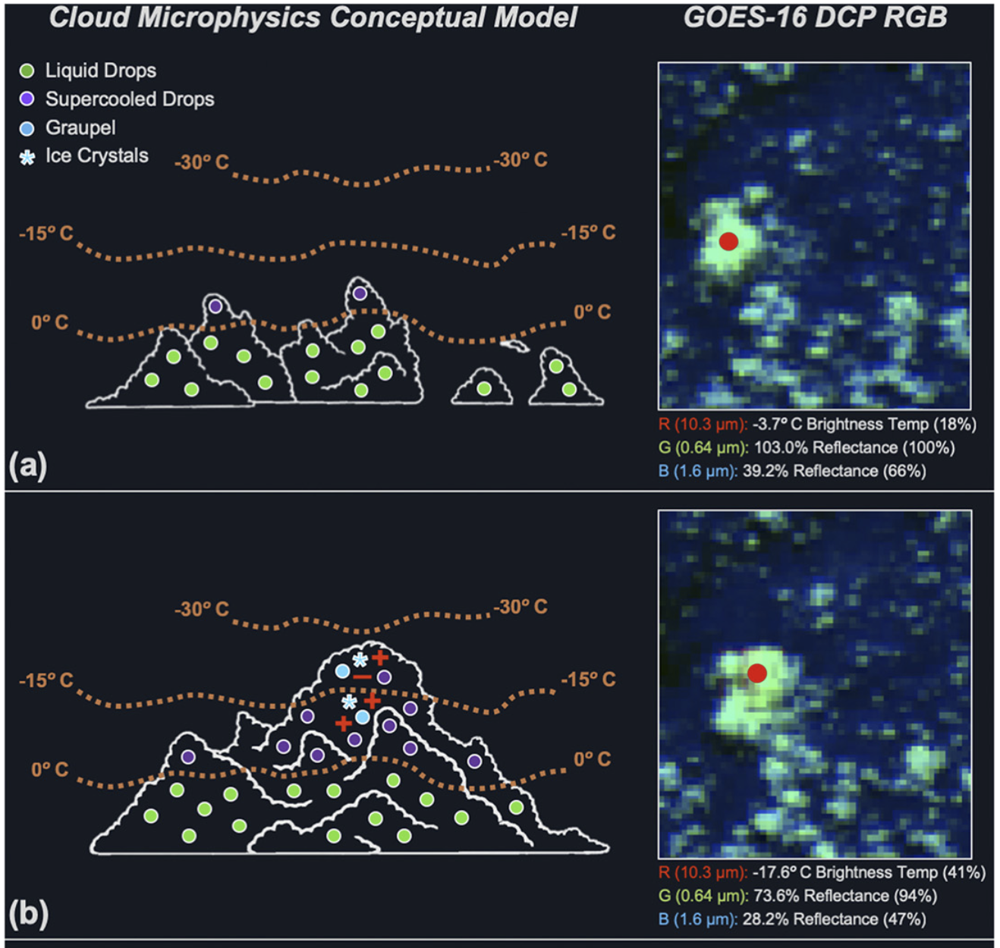 Cloud Microphysics Conceptual Model
GOES-16 DCP RGB
Liquid Drops
Supercooled Drops
Graupel
Ice Crystals
-30° C
-30° C
-15° C
-15° C
0° C
0° C
R (10.3 µm): -3.7° C Brightness Temp (18%)
G (0.64 µm): 103.0% Reflectance (100%)
B (1.6 µm): 39.2% Reflectance (66%)
(a)
-30° C
-30° C
-15° C
-15° C
0° C
0° C
R (10.3 µm): -17.6° C Brightness Temp (41%)
G (0.64 µm): 73.6% Reflectance (94%)
B (1.6 µm): 28.2% Reflectance (47%)
(b)